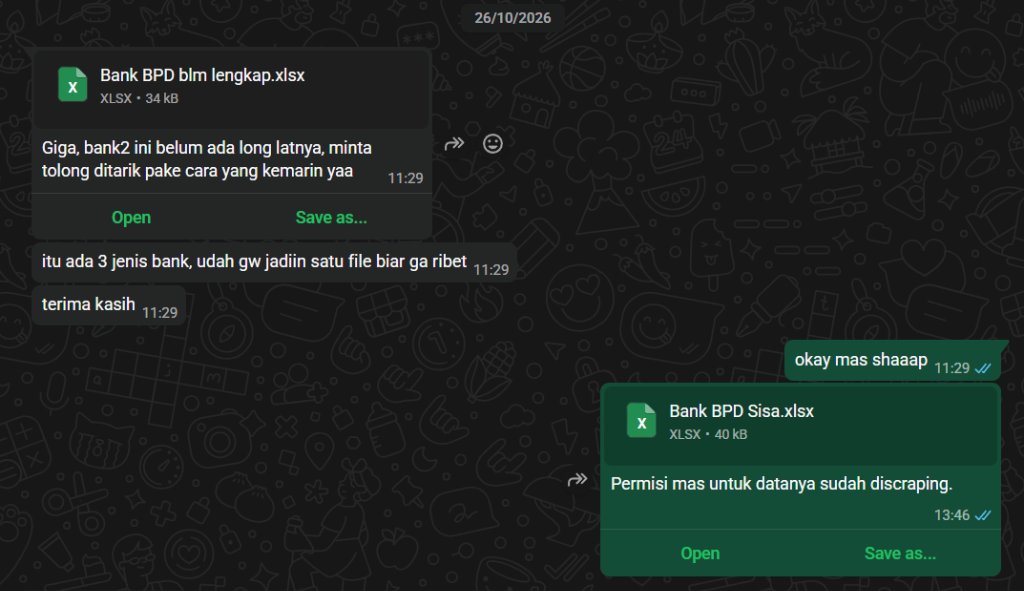 26/10/2026
Bank BPD blm lengkap.xlsx
XLSX • 34 kB
Giga, bank2 ini belum ada long latnya, minta
tolong ditarik pake cara yang kemarin yaa
11:29
Open
Save as...
itu ada 3 jenis bank, udah gw jadiin satu file biar ga ribet
11:29
terima kasih
11:29
okay mas shaaap
11:29
Bank BPD Sisa.xlsx
XLSX • 40 kB
Permisi mas untuk datanya sudah discraping.
13:46
Open
Save as...